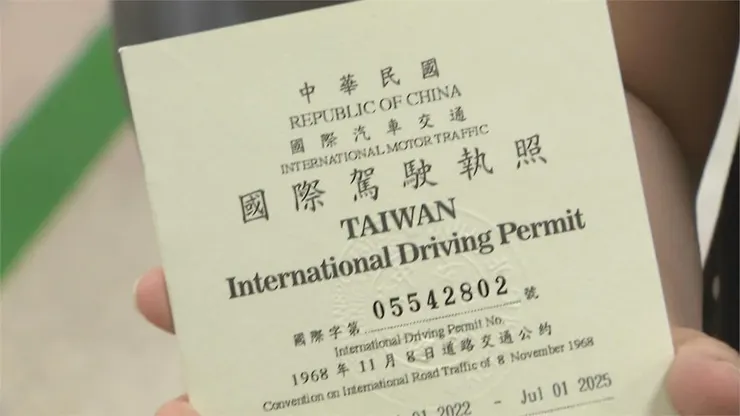 中華民國
REPUBLIC OF CHINA
國際汽車交通
INTERNATIONAL MOTOR TRAFFIC
國際駕駛執照
TAIWAN
International Driving Permit
國際字第 05542802 號
International Driving Permit No.
1968 年 11 月 8 日道路交通公約
Convention on International Road Traffic of 8 November 1968
01 2022 - Jul 01 2025